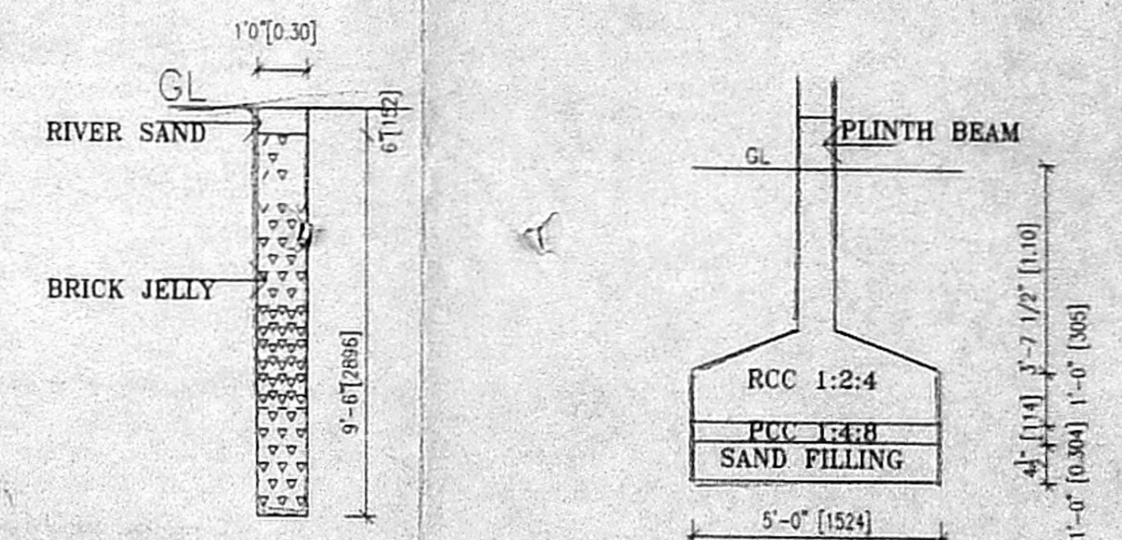 1'0"[0.30]
GL
RIVER SAND
6"[152]
BRICK JELLY
9'-6"[2896]
PLINTH BEAM
GL
3'-7 1/2" [1.10]
1'-0" [305]
RCC 1:2:4
PCC 1:4:8
4½" [114]
SAND FILLING
1'-0" [0.304]
5'-0" [1524]